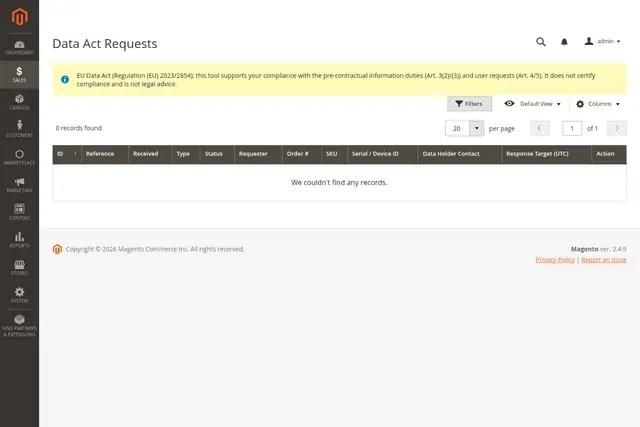 Data Act Requests
admin
EU Data Act (Regulation (EU) 2023/2854): this tool supports your compliance with the pre-contractual information duties (Art. 3(2)/(3)) and user requests (Art. 4/5). It does not certify
compliance and is not legal advice.
Filters
Default View
Columns
0 records found
20
per page
1
of 1
ID ↑ Reference Received Type Status Requester Order # SKU Serial / Device ID Data Holder Contact Response Target (UTC) Action
We couldn't find any records.
DASHBOARD
SALES
CATALOG
CUSTOMERS
MARKETPLACE
MARKETING
CONTENT
REPORTS
STORES
SYSTEM
FIND PARTNERS
& EXTENSIONS
Copyright © 2026 Magento Commerce Inc. All rights reserved.
Magento ver. 2.4.9
Privacy Policy | Report an Issue